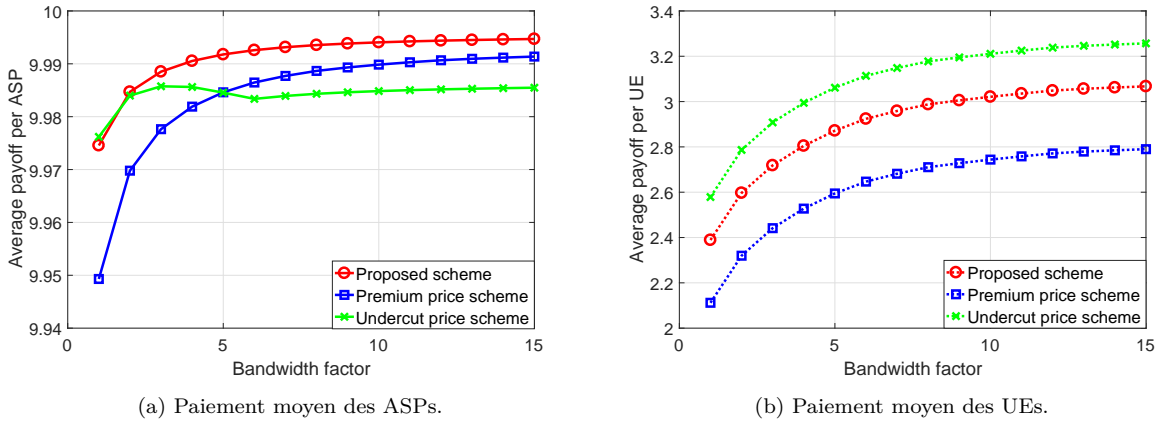 10
9.99
9.98
9.97
9.96
9.95
9.94
Average payoff per ASP
Proposed scheme
Premium price scheme
Undercut price scheme
0 5 10 15
Bandwidth factor
(a) Paiement moyen des ASPs.
3.4
3.2
3
2.8
2.6
2.4
2.2
2
Average payoff per UE
Proposed scheme
Premium price scheme
Undercut price scheme
0 5 10 15
Bandwidth factor
(b) Paiement moyen des UEs.